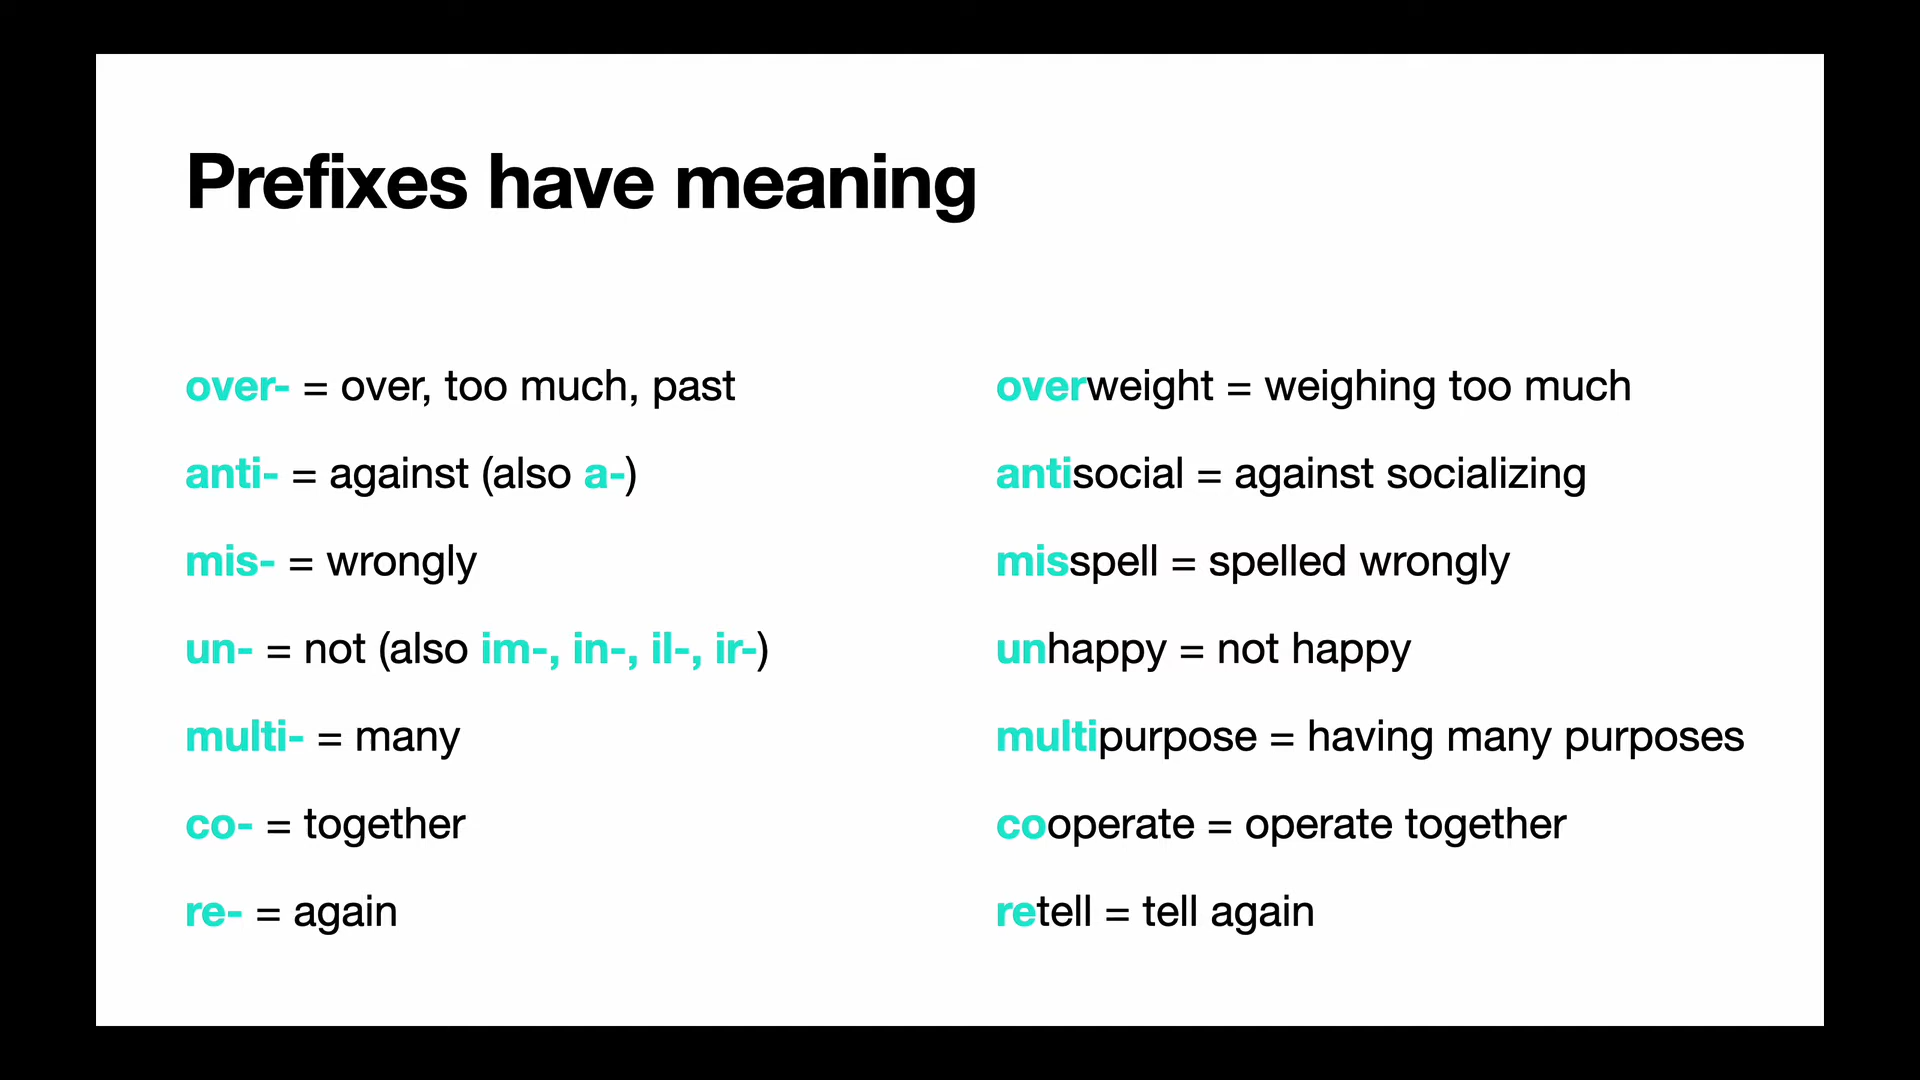 Prefixes have meaning
over- = over, too much, past
anti- = against (also a-)
mis- = wrongly
un- = not (also im-, in-, il-, ir-)
multi- = many
co- = together
re- = again
overweight = weighing too much
antisocial = against socializing
misspell = spelled wrongly
unhappy = not happy
multipurpose = having many purposes
cooperate = operate together
retell = tell again